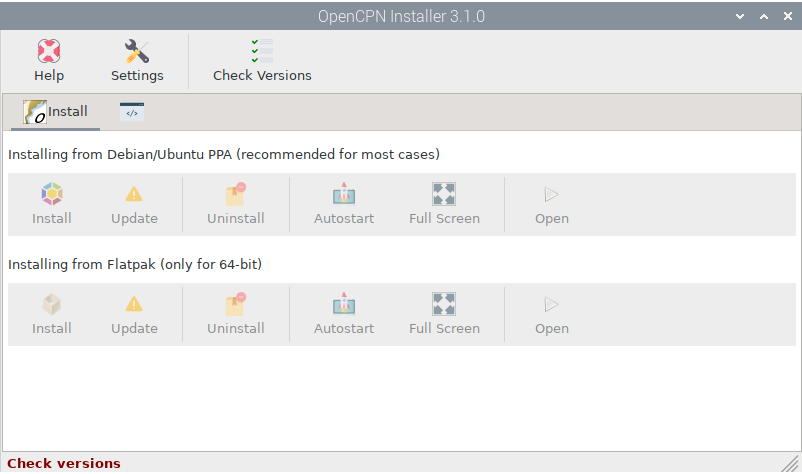 OpenCPN Installer 3.1.0
Help Settings Check Versions
Install </>
Installing from Debian/Ubuntu PPA (recommended for most cases)
Install Update Uninstall Autostart Full Screen Open
Installing from Flatpak (only for 64-bit)
Install Update Uninstall Autostart Full Screen Open
Check versions